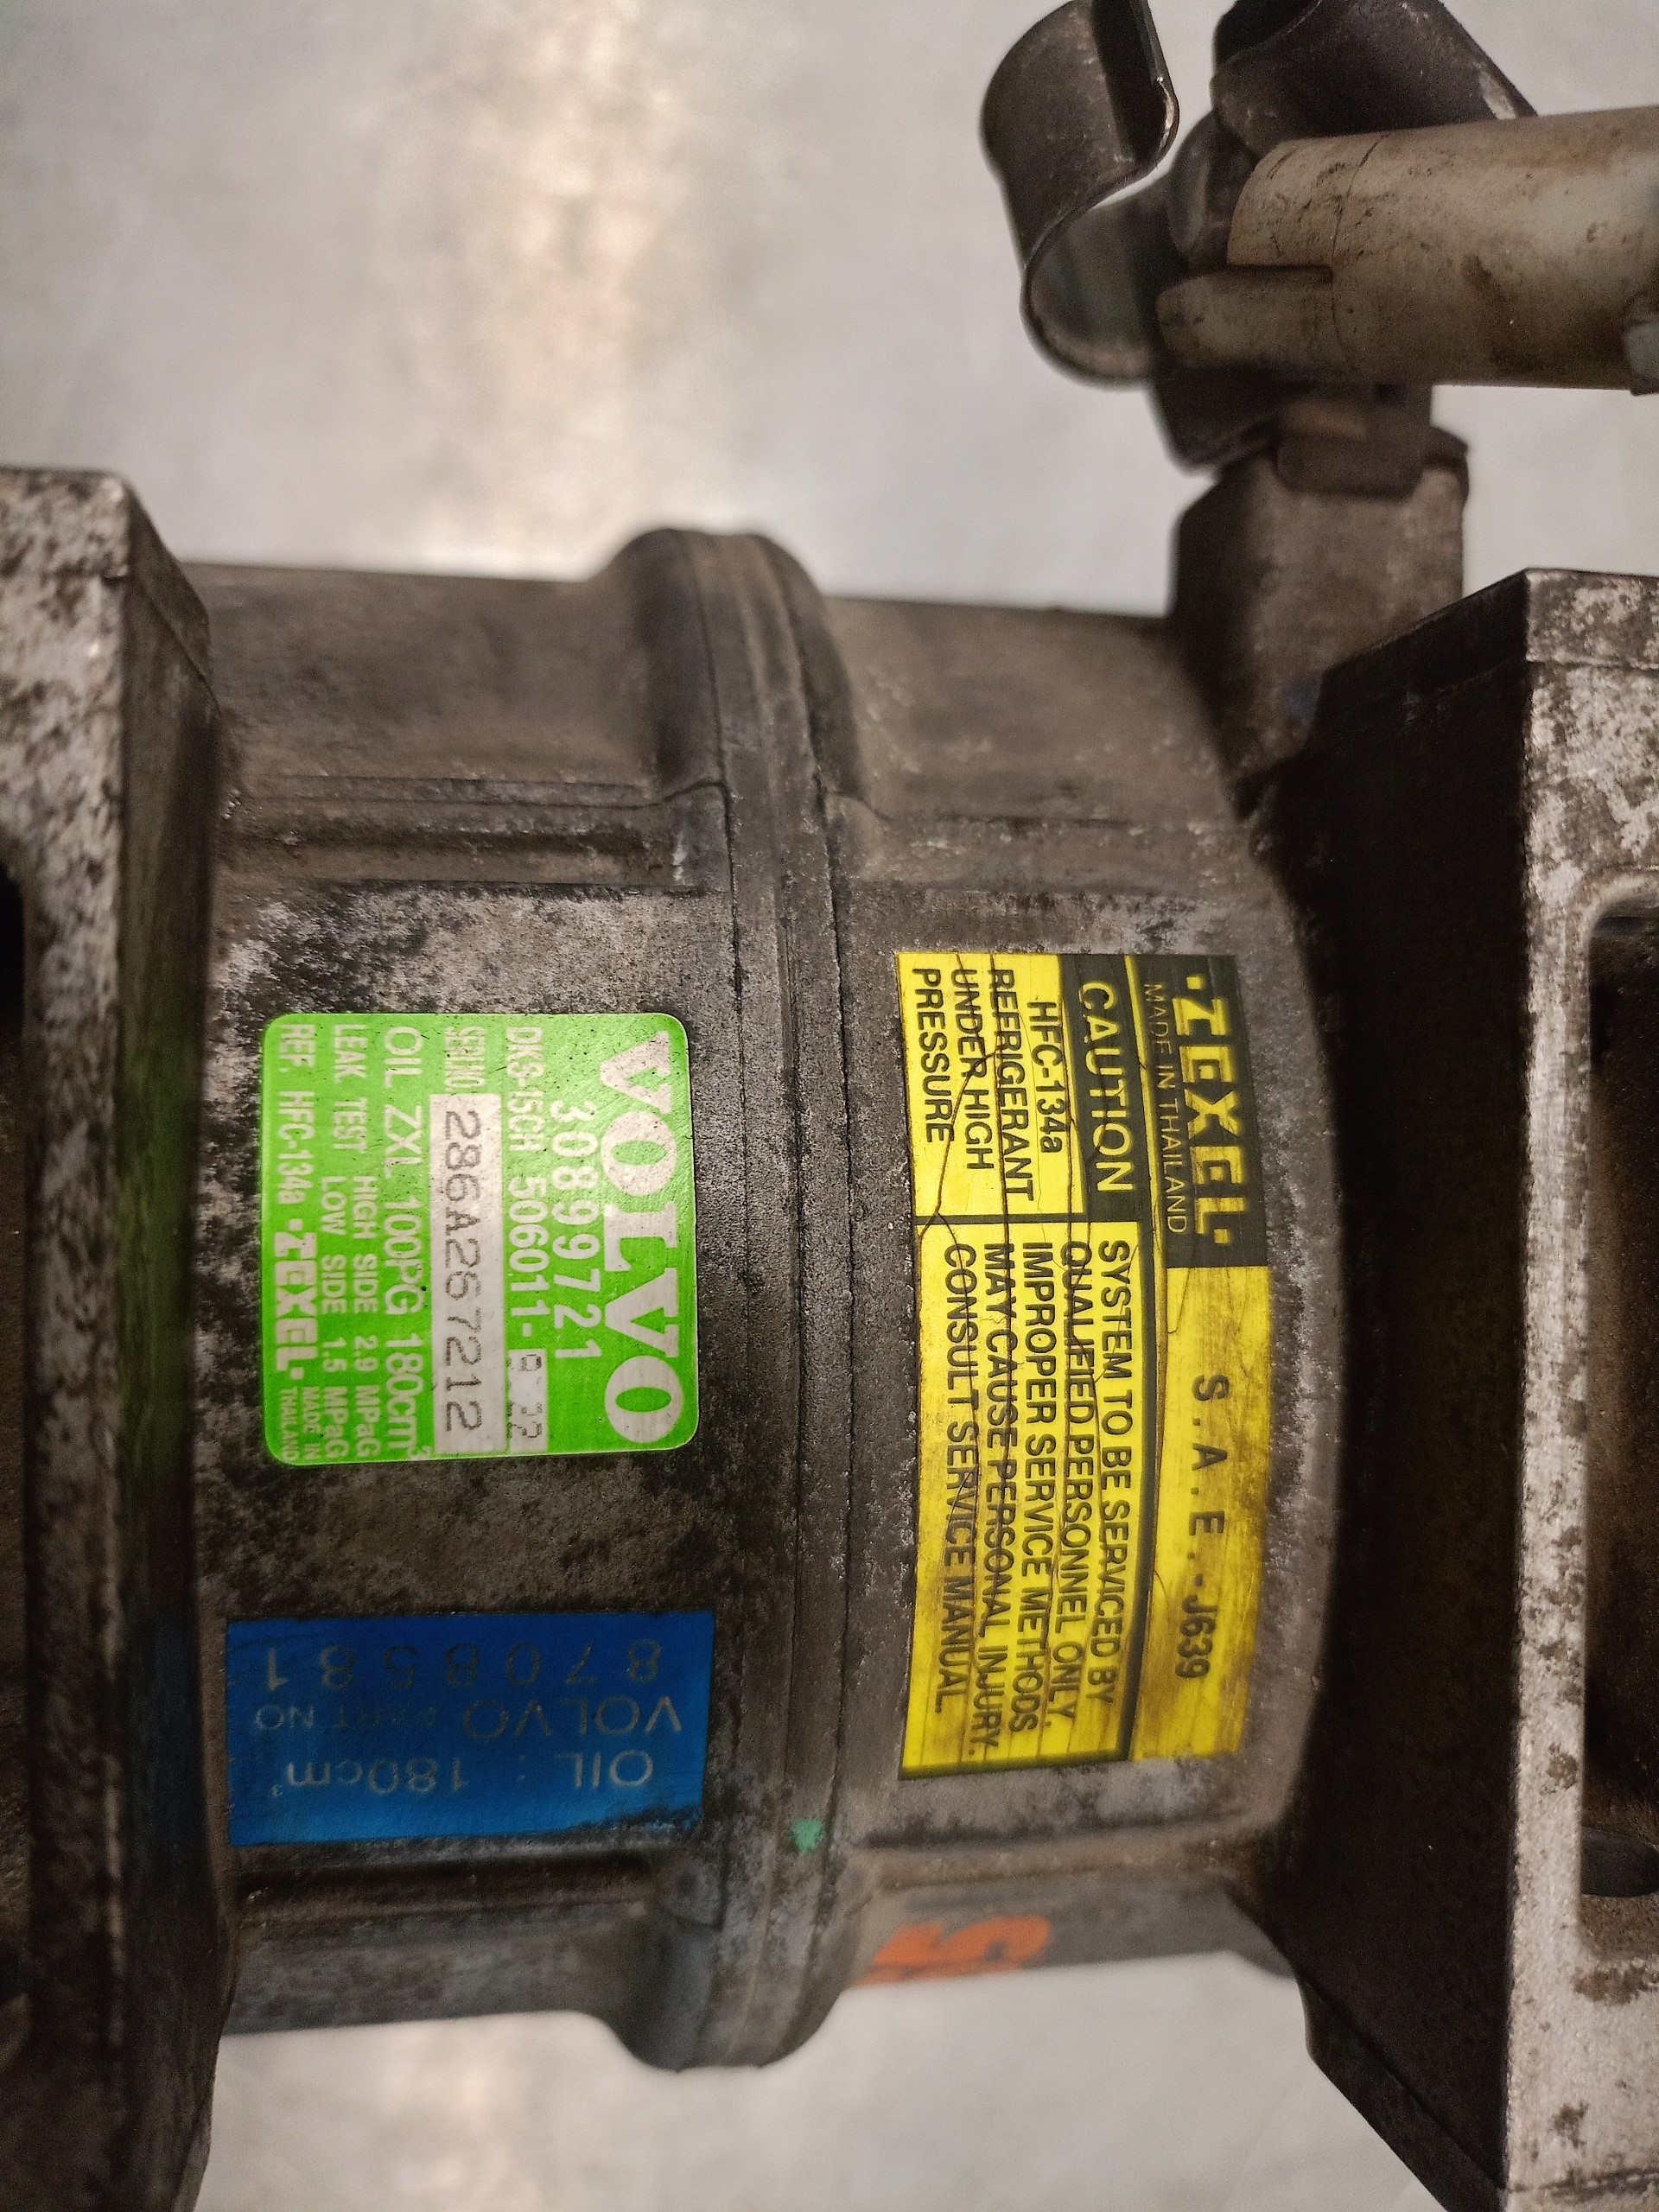 ZEXEL
MADE IN THAILAND
S.A.E.-J639
CAUTION
HFC-134a
REFRIGERANT
UNDER HIGH
PRESSURE
SYSTEM TO BE SERVICED BY
QUALIFIED PERSONNEL ONLY.
IMPROPER SERVICE METHODS
MAY CAUSE PERSONAL INJURY.
CONSULT SERVICE MANUAL
VOLVO
30899721
DKS-15CH 506011-
SERI.NO. 286A267212
OIL ZXL 100PG 180cm³
LEAK TEST HIGH SIDE 2.9 MPaG
LOW SIDE 1.5 MPaG
REF. HFC-134a ZEXEL MADE IN
THAILAND
OIL : 180cm³
VOLVO PART NO
8708581